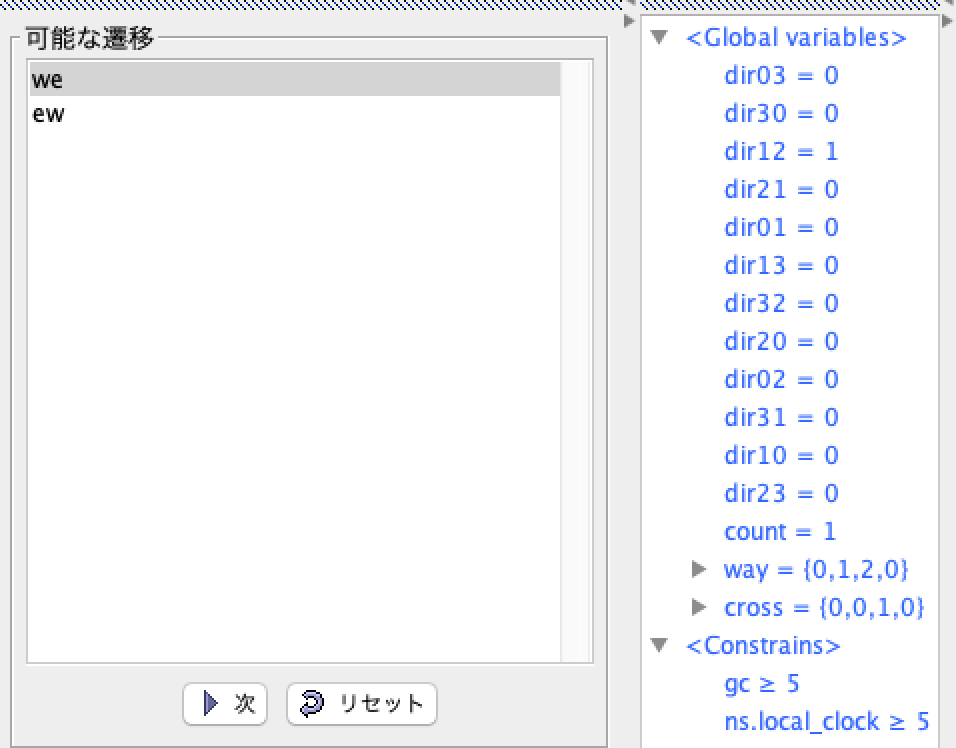 可能な遷移
we
ew
次
リセット
<Global variables>
dir03 = 0
dir30 = 0
dir12 = 1
dir21 = 0
dir01 = 0
dir13 = 0
dir32 = 0
dir20 = 0
dir02 = 0
dir31 = 0
dir10 = 0
dir23 = 0
count = 1
way = {0,1,2,0}
cross = {0,0,1,0}
<Constrains>
gc ≥ 5
ns.local_clock ≥ 5